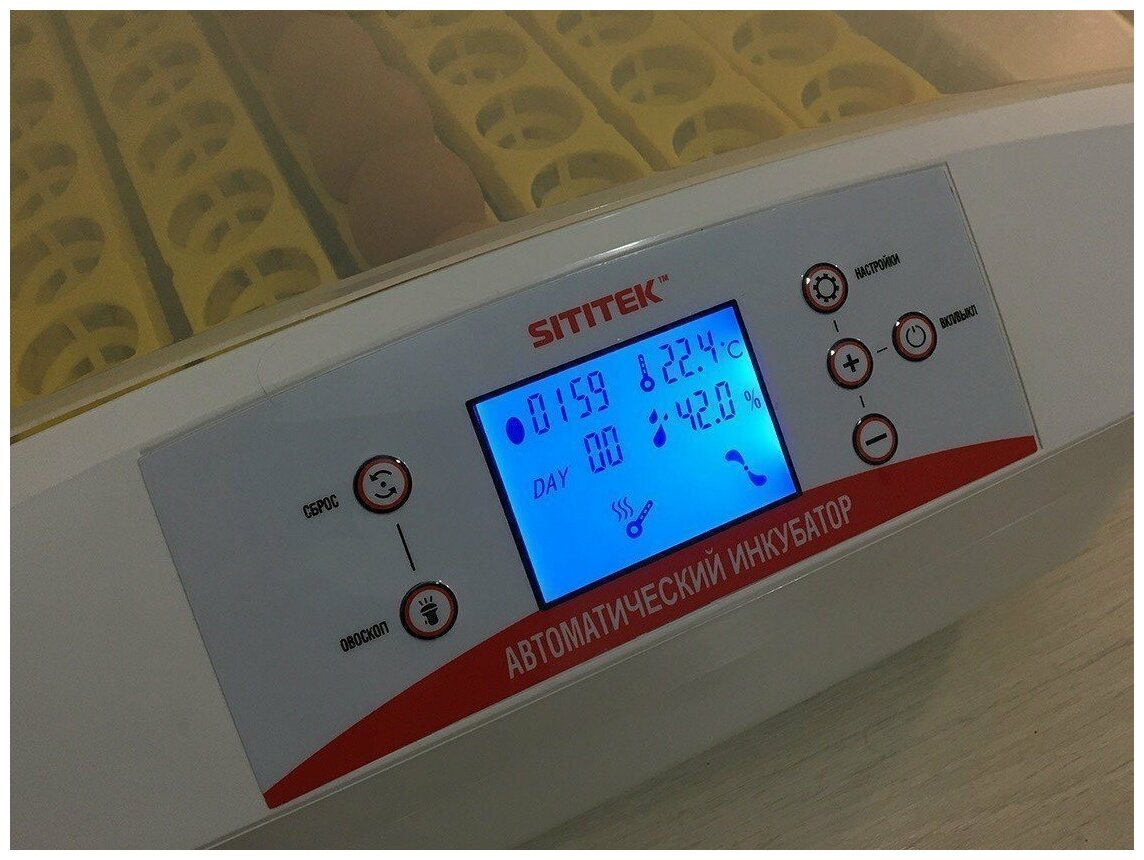 SITITEK™
НАСТРОЙКИ
ВКЛ/ВЫКЛ
0159 22.4 °C
42.0 %
DAY 00
СБРОС
ОВОСКОП
АВТОМАТИЧЕСКИЙ ИНКУБАТОР